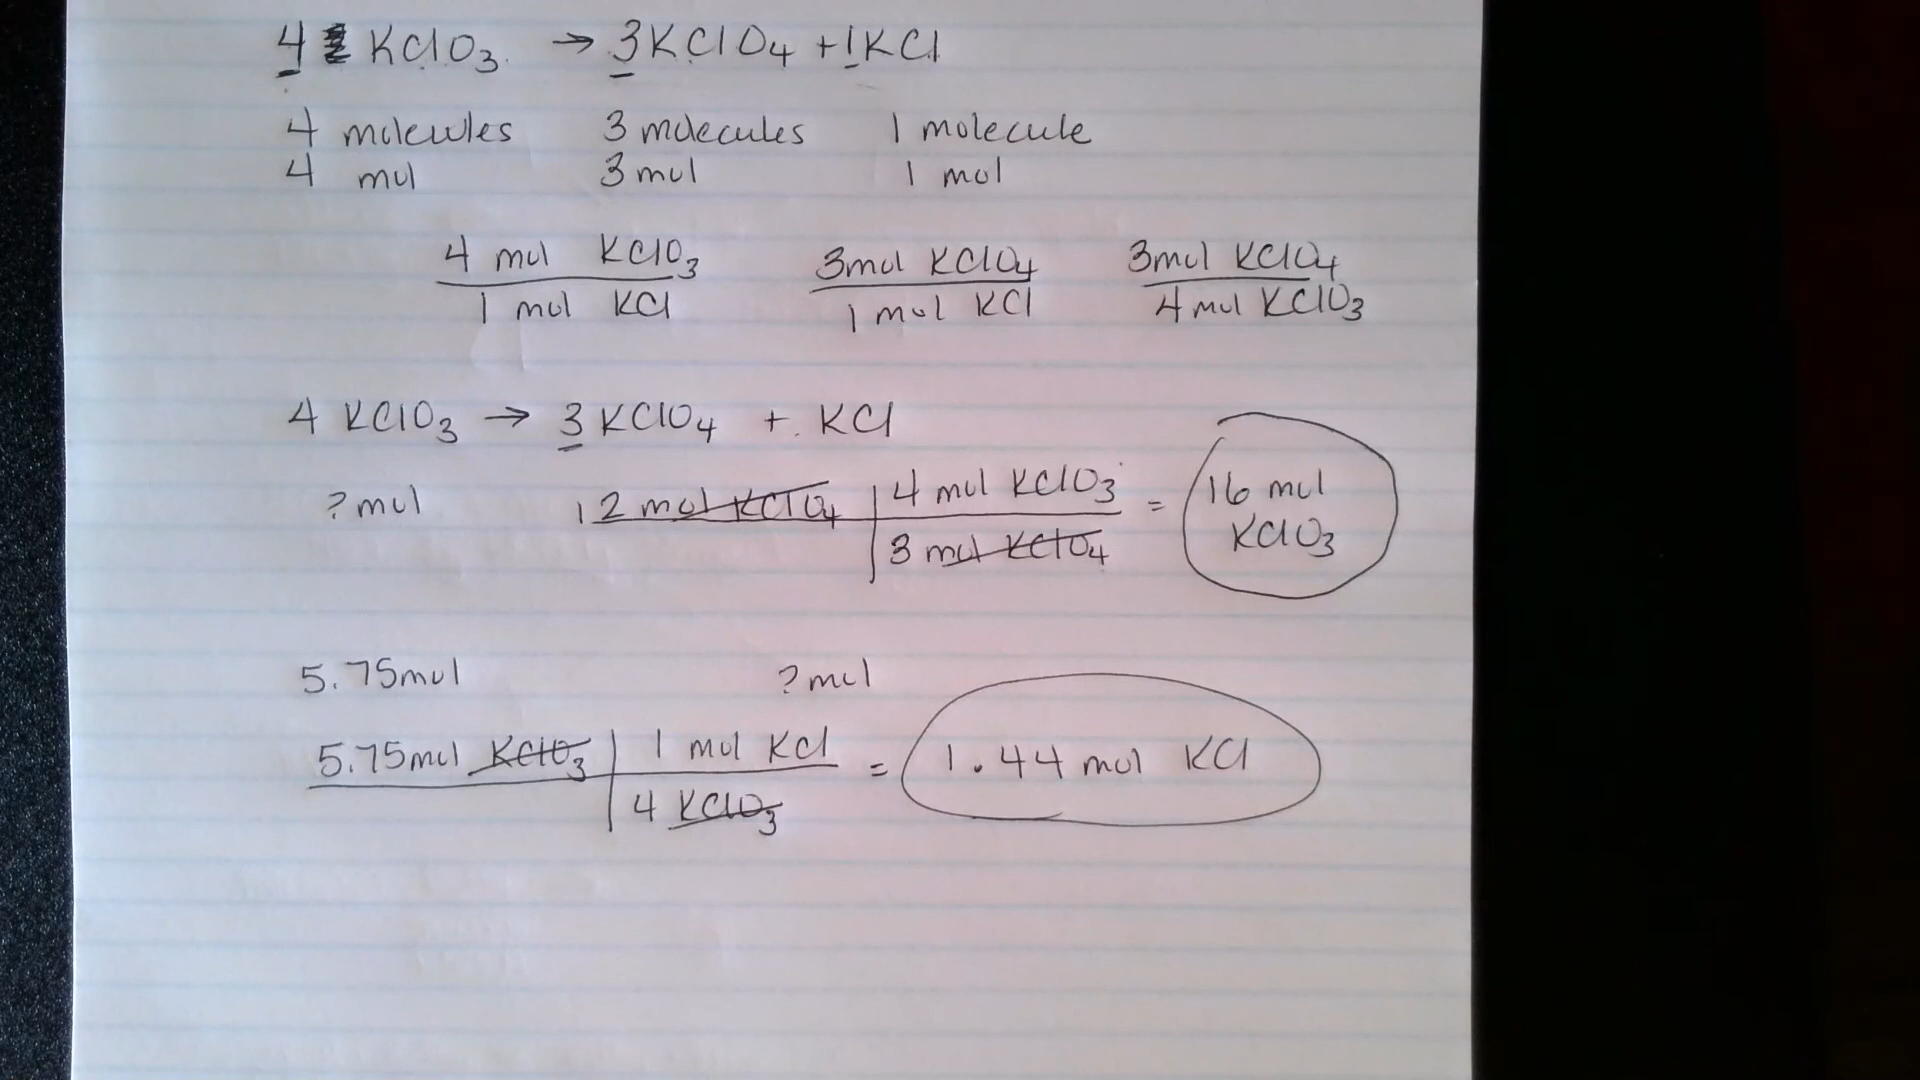 4 KClO₃ → 3KClO₄ + 1KCl
4 molecules 3 molecules 1 molecule
4 mol 3 mol 1 mol
4 mol KClO₃ 3mol KClO₄ 3mol KClO₄
1 mol KCl 1 mol KCl 4 mol KClO₃
4 KClO₃ → 3 KClO₄ + KCl
? mol 12 mol KClO₄ | 4 mol KClO₃ = 16 mol
3 mol KClO₄ KClO₃
5.75mol ? mol
5.75mol KClO₃ | 1 mol KCl = 1.44 mol KCl
4 KClO₃